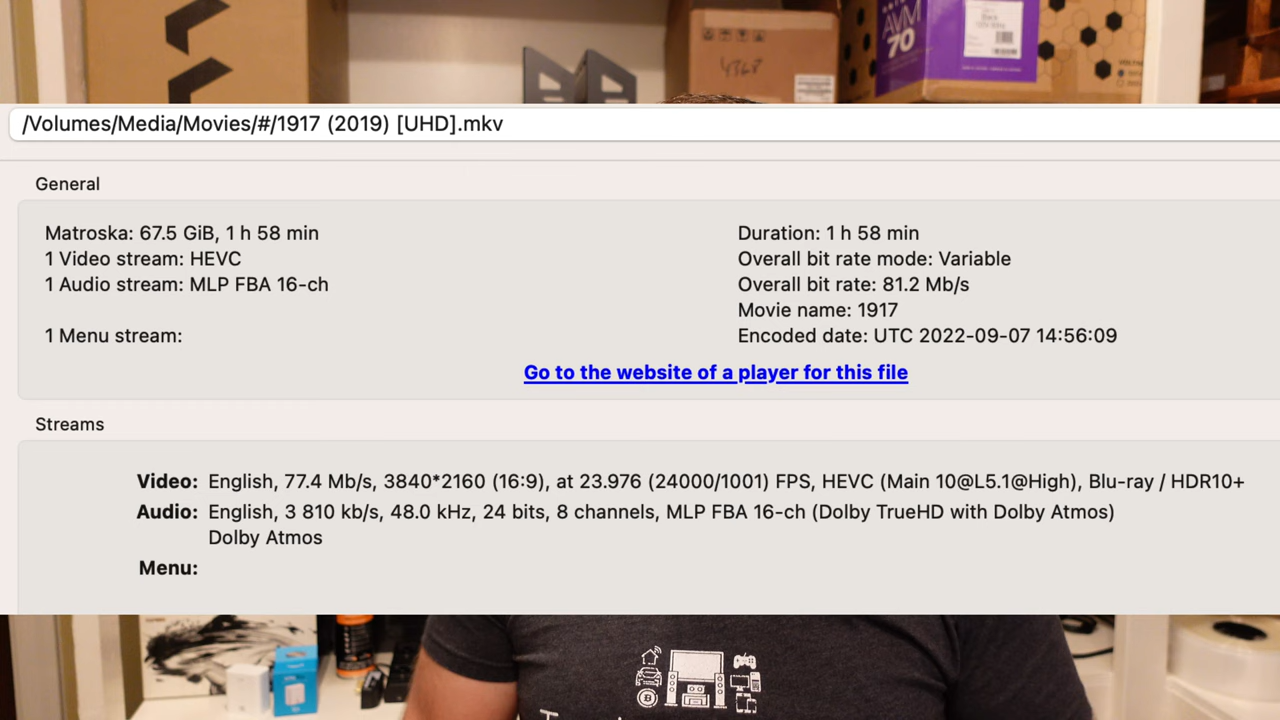 AVM
70
4768
/Volumes/Media/Movies/#/1917 (2019) [UHD].mkv
General
Matroska: 67.5 GiB, 1 h 58 min
1 Video stream: HEVC
1 Audio stream: MLP FBA 16-ch
1 Menu stream:
Duration: 1 h 58 min
Overall bit rate mode: Variable
Overall bit rate: 81.2 Mb/s
Movie name: 1917
Encoded date: UTC 2022-09-07 14:56:09
Go to the website of a player for this file
Streams
Video: English, 77.4 Mb/s, 3840*2160 (16:9), at 23.976 (24000/1001) FPS, HEVC (Main 10@L5.1@High), Blu-ray / HDR10+
Audio: English, 3 810 kb/s, 48.0 kHz, 24 bits, 8 channels, MLP FBA 16-ch (Dolby TrueHD with Dolby Atmos)
Dolby Atmos
Menu: